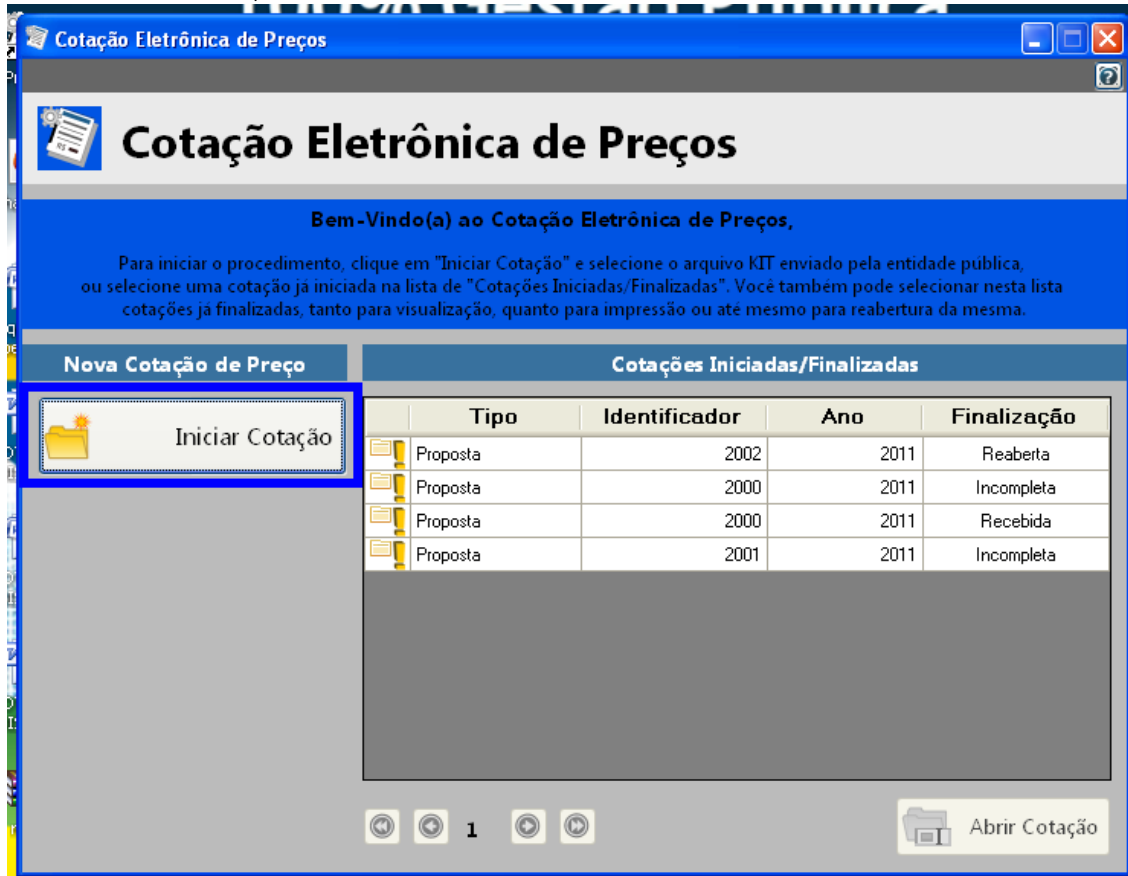 100% Gestão Pública
Cotação Eletrônica de Preços
Cotação Eletrônica de Preços
Bem-Vindo(a) ao Cotação Eletrônica de Preços,
Para iniciar o procedimento, clique em "Iniciar Cotação" e selecione o arquivo KIT enviado pela entidade pública,
ou selecione uma cotação já iniciada na lista de "Cotações Iniciadas/Finalizadas". Você também pode selecionar nesta lista
cotações já finalizadas, tanto para visualização, quanto para impressão ou até mesmo para reabertura da mesma.
Nova Cotação de Preço
Cotações Iniciadas/Finalizadas
Iniciar Cotação
Tipo Identificador Ano Finalização
Proposta 2002 2011 Reaberta
Proposta 2000 2011 Incompleta
Proposta 2000 2011 Recebida
Proposta 2001 2011 Incompleta
1
Abrir Cotação